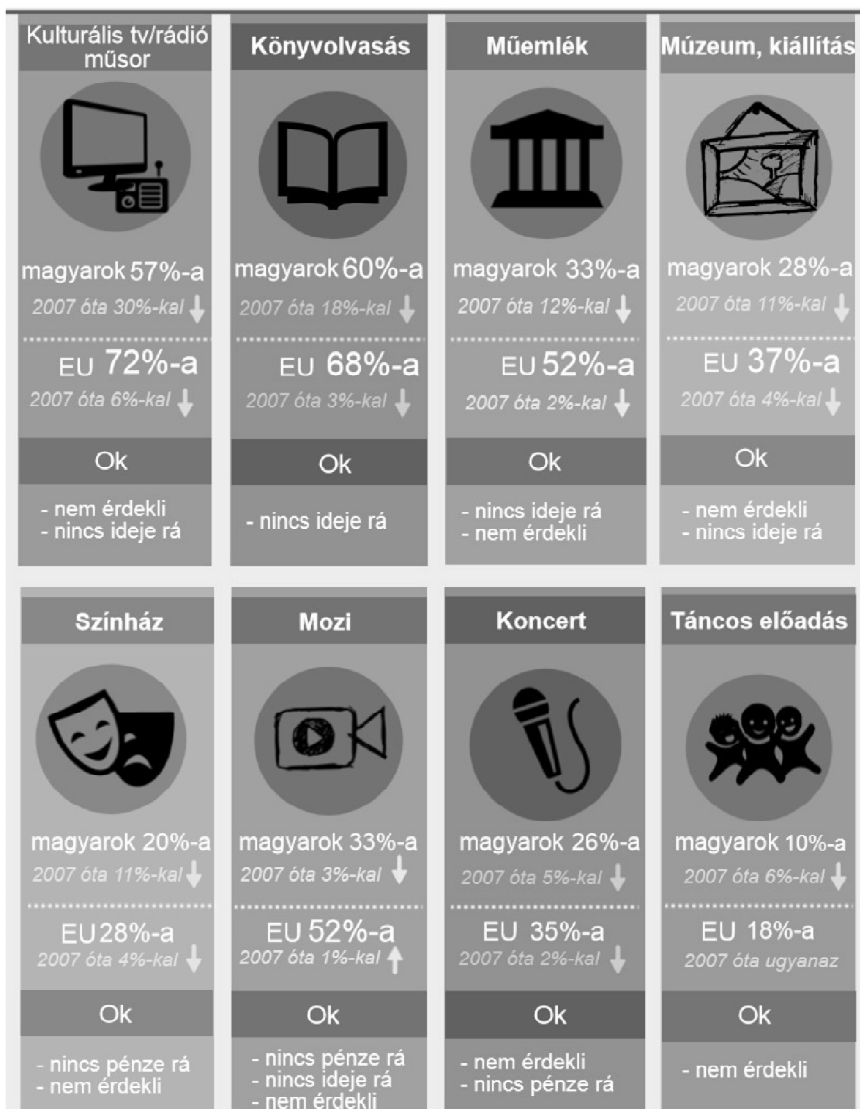 Kulturális tv/rádió
műsor
magyarok 57%-a
2007 óta 30%-kal
EU 72%-a
2007 óta 6%-kal
Ok
- nem érdekli
- nincs ideje rá
Könyvolvasás
magyarok 60%-a
2007 óta 18%-kal
EU 68%-a
2007 óta 3%-kal
Ok
- nincs ideje rá
Műemlék
magyarok 33%-a
2007 óta 12%-kal
EU 52%-a
2007 óta 2%-kal
Ok
- nincs ideje rá
- nem érdekli
Múzeum, kiállítás
magyarok 28%-a
2007 óta 11%-kal
EU 37%-a
2007 óta 4%-kal
Ok
- nem érdekli
- nincs ideje rá
Színház
magyarok 20%-a
2007 óta 11%-kal
EU 28%-a
2007 óta 4%-kal
Ok
- nincs pénze rá
- nem érdekli
Mozi
magyarok 33%-a
2007 óta 3%-kal
EU 52%-a
2007 óta 1%-kal
Ok
- nincs pénze rá
- nincs ideje rá
- nem érdekli
Koncert
magyarok 26%-a
2007 óta 5%-kal
EU 35%-a
2007 óta 2%-kal
Ok
- nem érdekli
- nincs pénze rá
Táncos előadás
magyarok 10%-a
2007 óta 6%-kal
EU 18%-a
2007 óta ugyanaz
Ok
- nem érdekli